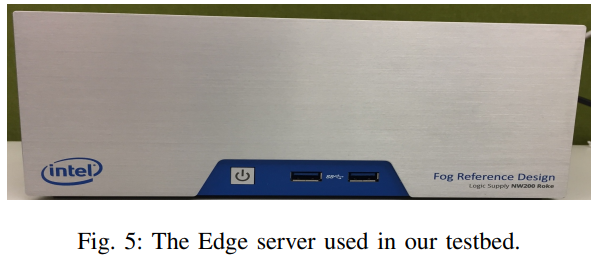 intel
Fog Reference Design
Logic Supply NW200 Roke
Fig. 5: The Edge server used in our testbed.